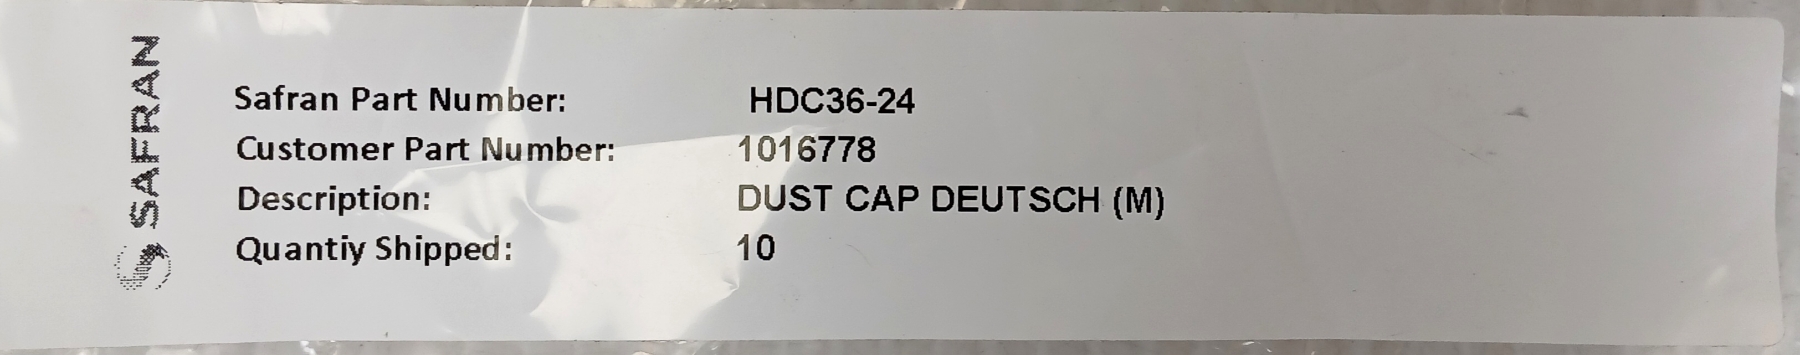 SAFRAN
Safran Part Number: HDC36-24
Customer Part Number: 1016778
Description: DUST CAP DEUTSCH (M)
Quantiy Shipped: 10